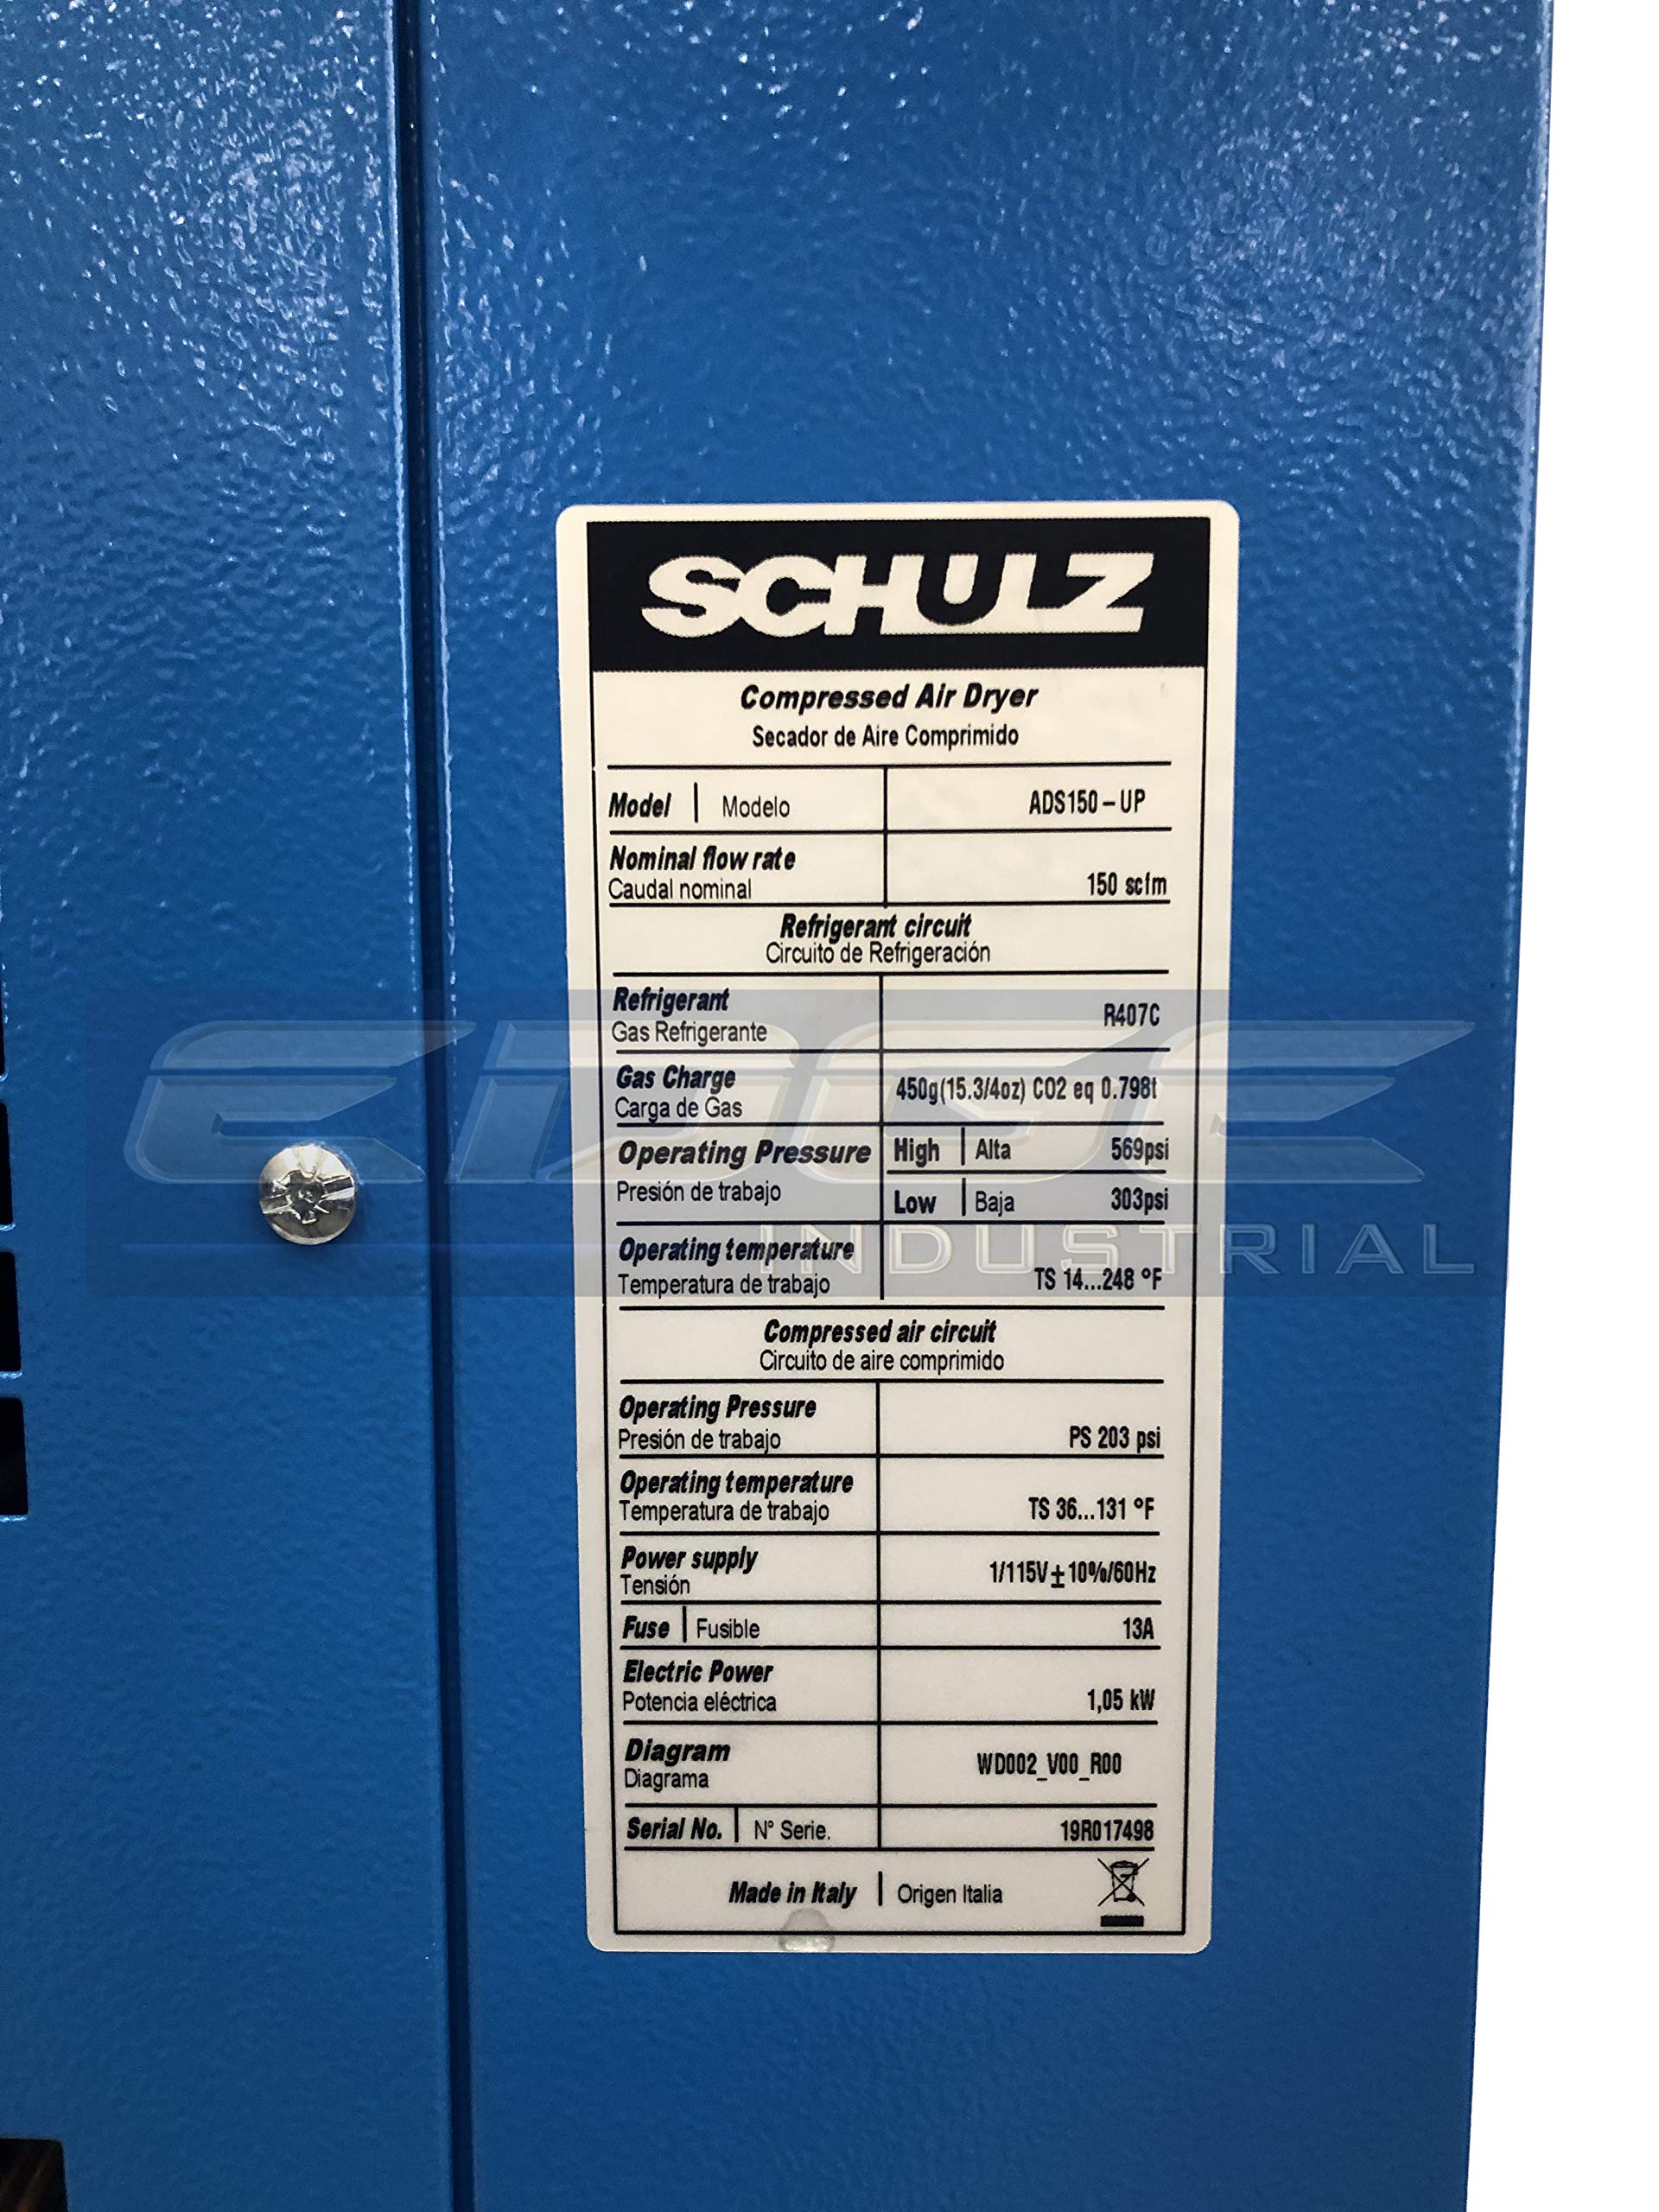 SCHULZ
Compressed Air Dryer
Secador de Aire Comprimido
Model | Modelo ADS150-UP
Nominal flow rate
Caudal nominal 150 scfm
Refrigerant circuit
Circuito de Refrigeración
Refrigerant
Gas Refrigerante R407C
Gas Charge
Carga de Gas 450g(15.3/4oz) CO2 eq 0.798t
Operating Pressure High | Alta 569psi
Presión de trabajo Low | Baja 303psi
Operating temperature
Temperatura de trabajo TS 14...248 °F
EDGE
INDUSTRIAL
Compressed air circuit
Circuito de aire comprimido
Operating Pressure
Presión de trabajo PS 203 psi
Operating temperature
Temperatura de trabajo TS 36...131 °F
Power supply
Tensión 1/115V±10%/60Hz
Fuse | Fusible 13A
Electric Power
Potencia eléctrica 1,05 kW
Diagram
Diagrama WD002_V00_R00
Serial No. | N° Serie. 19R017498
Made in Italy | Origen Italia